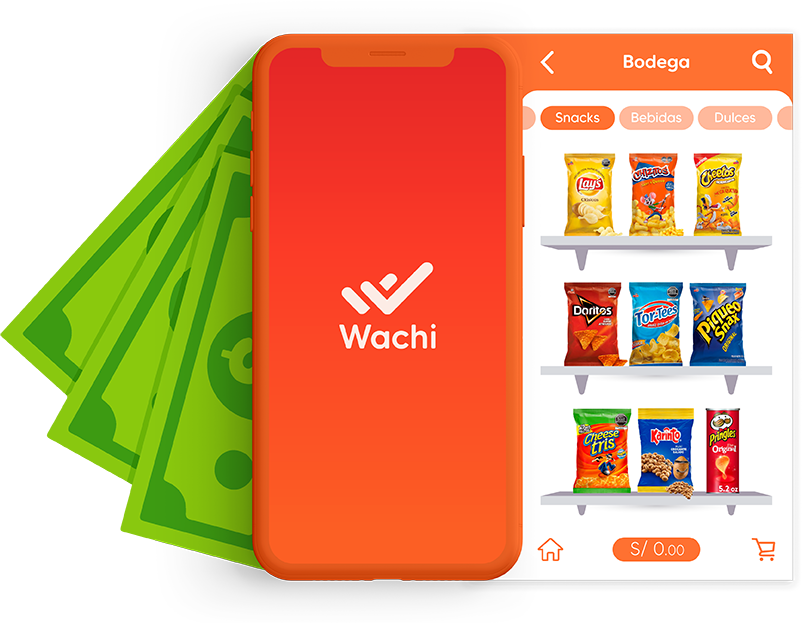 Bodega
Snacks
Bebidas
Dulces
Lay's
Clásicas
Chizitos
Cheetos
Wachi
Doritos
Tor-Tees
Piqueo
Snax
ORIGINAL
Cheese
tris
Karinto
Pringles
Original
5.2 oz
S/ 0.00